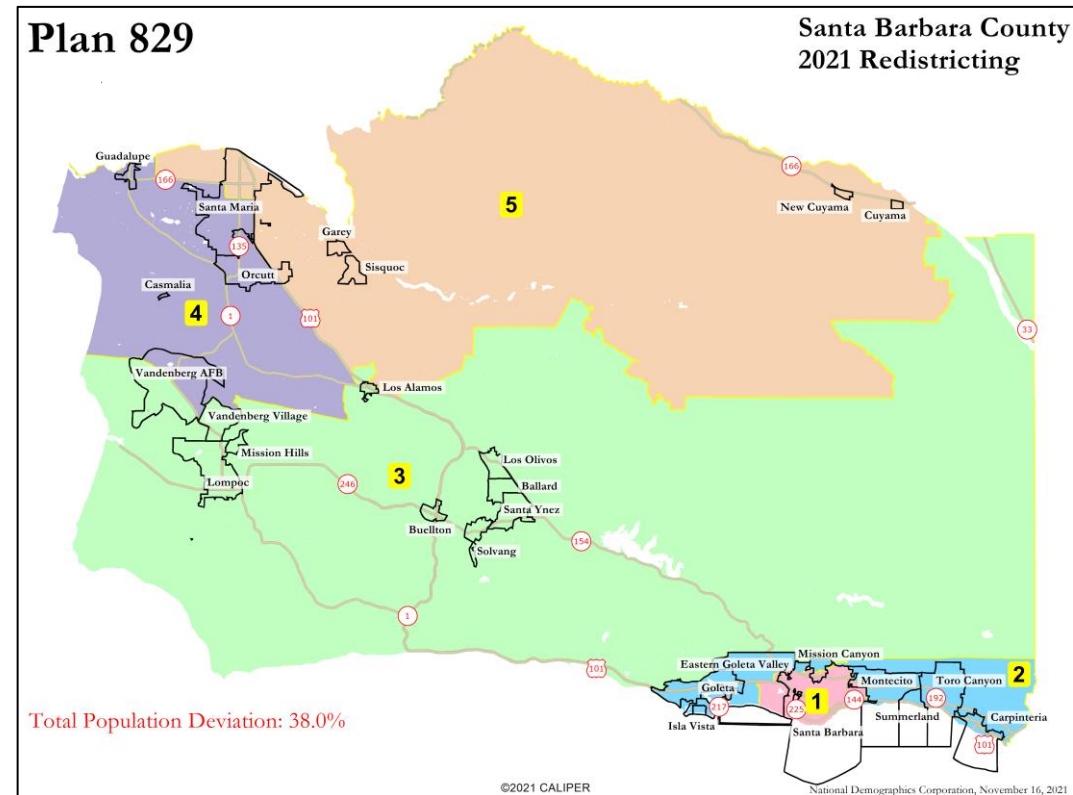 Plan 829
Santa Barbara County
2021 Redistricting
Guadalupe
166
166
5
New Cuyama
Cuyama
Santa Maria
Garey
135
Sisquoc
Orcutt
Casmalia
4
1
101
33
Vandenberg AFB
Los Alamos
Vandenberg Village
Mission Hills
Los Olivos
3
Lompoc
246
Ballard
Santa Ynez
Buellton
Solvang
154
1
Mission Canyon
101
Eastern Goleta Valley
2
Goleta
Montecito
Toro Canyon
1
144
192
217
225
Isla Vista
Summerland
Carpinteria
Santa Barbara
101
Total Population Deviation: 38.0%
©2021 CALIPER
National Demographics Corporation, November 16, 2021